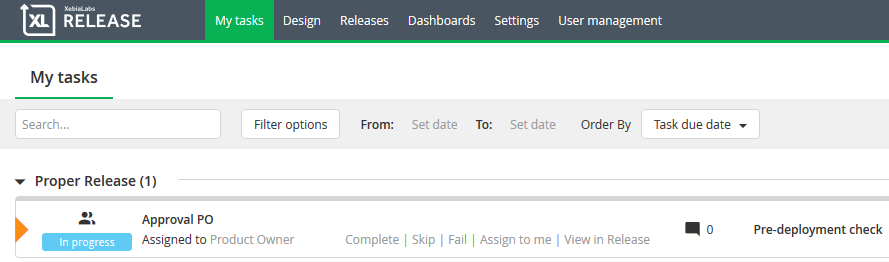 XL XebiaLabs RELEASE My tasks Design Releases Dashboards Settings User management
My tasks
Search... Filter options From: Set date To: Set date Order By Task due date
Proper Release (1)
Approval PO
In progress Assigned to Product Owner Complete | Skip | Fail | Assign to me | View in Release 0 Pre-deployment check